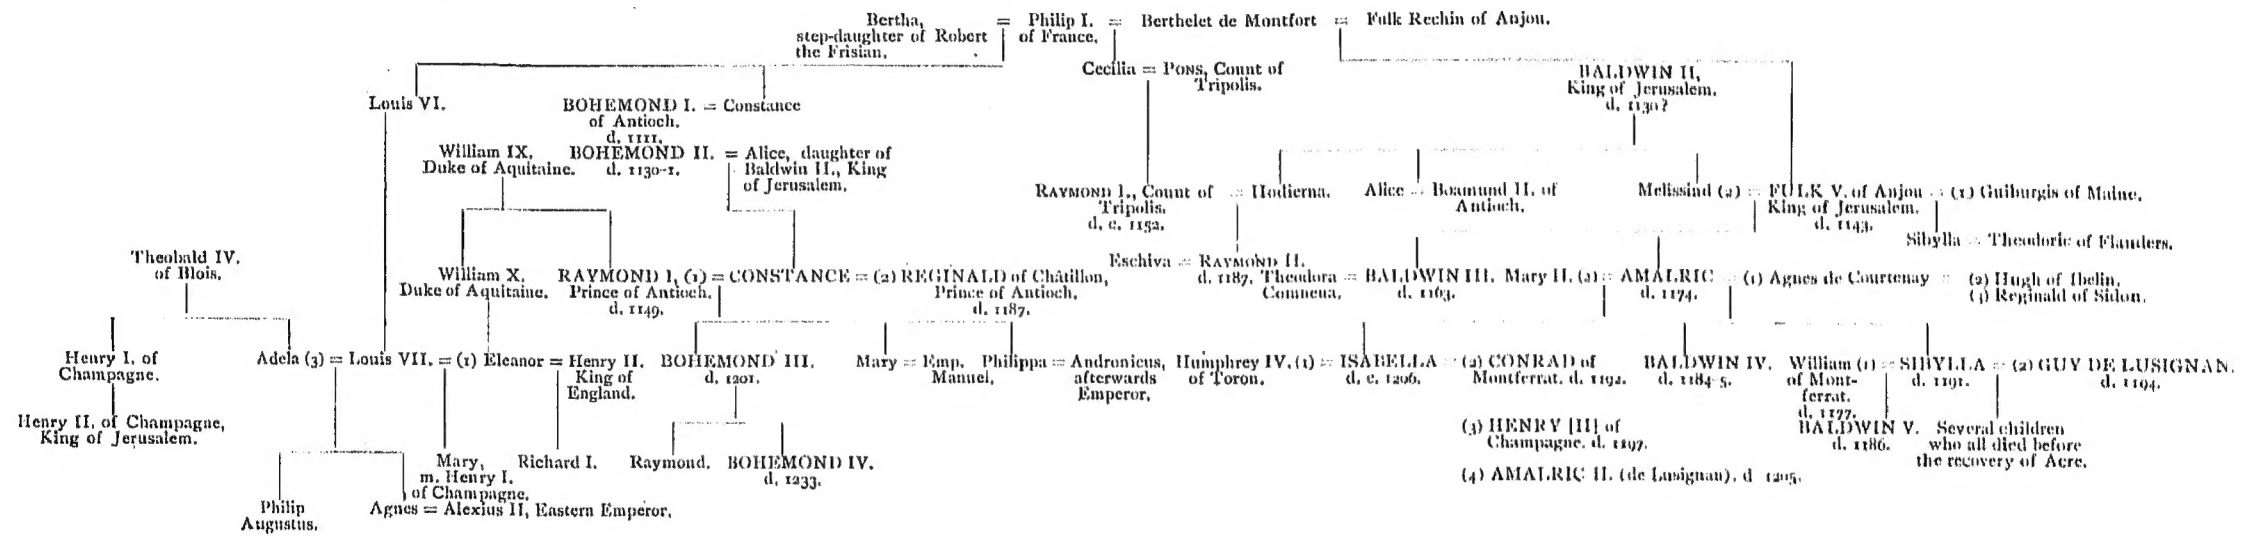 Bertha, = Philip I. = Berthelet de Montfort = Fulk Rechin of Anjou.
step-daughter of Robert of France.
the Frisian.
Cecilia = PONS, Count of
Tripolis.
BALDWIN II,
King of Jerusalem.
d. 1130?
Louis VI.
BOHEMOND I. = Constance
of Antioch.
d. 1111.
William IX.
Duke of Aquitaine.
BOHEMOND II. = Alice, daughter of
d. 1130-1. Baldwin II., King
of Jerusalem.
RAYMOND I., Count of = Hodierna.
Tripolis.
d. c. 1152.
Alice = Boamund II. of
Antioch.
Melissind (2) = FULK V. of Anjou = (1) Guiburgis of Maine.
King of Jerusalem.
d. 1143.
Sibylla = Theodoric of Flanders.
Theobald IV.
of Blois.
William X.
Duke of Aquitaine.
RAYMOND I. (1) = CONSTANCE = (2) REGINALD of Châtillon,
Prince of Antioch. Prince of Antioch.
d. 1149. d. 1187.
Eschiva = RAYMOND II.
d. 1187.
Theodora = BALDWIN III.
Comnena. d. 1163.
Mary II. (2) = AMALRIC = (1) Agnes de Courtenay = (2) Hugh of Ibelin.
d. 1174. Reginald of Sidon.
Henry I. of
Champagne.
Adela (3) = Louis VII. = (1) Eleanor = Henry II.
King of
England.
BOHEMOND III.
d. 1201.
Mary = Emp.
Manuel.
Philippa = Andronicus,
afterwards
Emperor.
Humphrey IV. (1) = ISABELLA = (2) CONRAD of
of Toron. d. c. 1206. Montferrat. d. 1192.
BALDWIN IV.
d. 1184-5.
William (1) = SIBYLLA = (2) GUY DE LUSIGNAN.
of Mont- d. 1191. d. 1194.
ferrat.
d. 1177.
Henry II. of Champagne,
King of Jerusalem.
(3) HENRY [II] of
Champagne. d. 1197.
BALDWIN V.
d. 1186.
Several children
who all died before
the recovery of Acre.
Mary,
m. Henry I.
of Champagne.
Richard I.
Raymond.
BOHEMOND IV.
d. 1233.
(4) AMALRIC II. (de Lusignan). d 1205.
Philip
Augustus.
Agnes = Alexius II, Eastern Emperor.